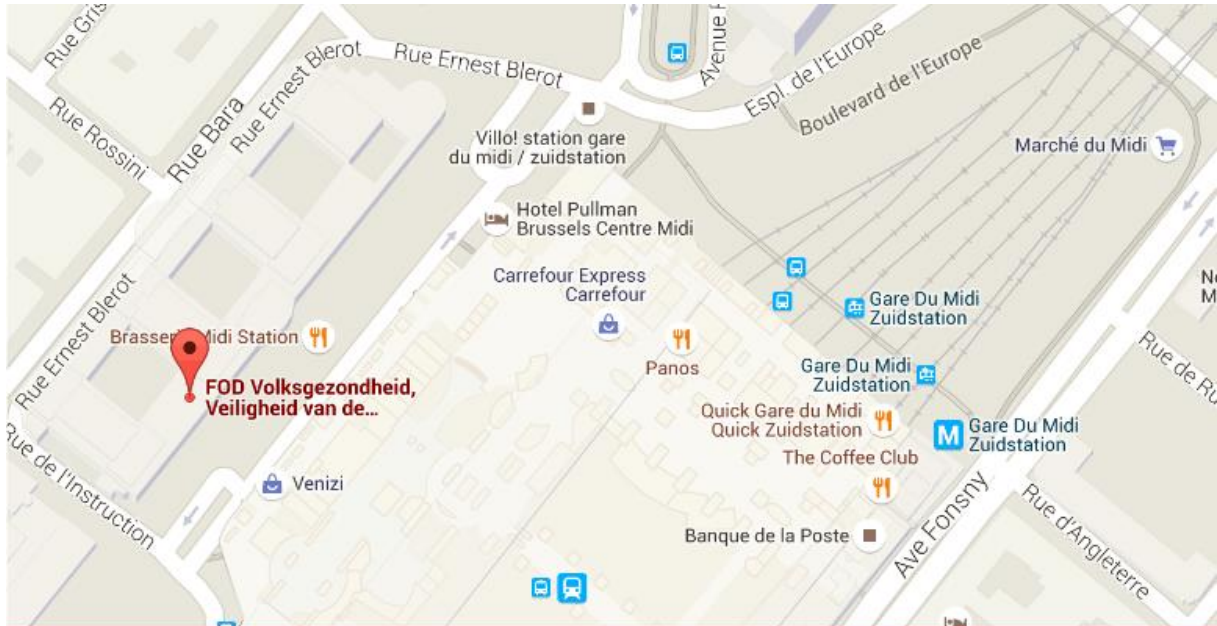 Rue Gris
Rue Ernest Blerot
Rue Ernest Blerot
Avenue
Espl. de l'Europe
Boulevard de l'Europe
Rue Rossini
Rue Bara
Villo! station gare
du midi / zuidstation
Marché du Midi
Hotel Pullman
Brussels Centre Midi
Carrefour Express
Carrefour
Gare Du Midi
Zuidstation
Rue Ernest Blerot
Brasserie Midi Station
Panos
Gare Du Midi
Zuidstation
Rue de
FOD Volksgezondheid,
Veiligheid van de...
Quick Gare du Midi
Quick Zuidstation
M
Gare Du Midi
Zuidstation
The Coffee Club
Rue de l'Instruction
Venizi
Banque de la Poste
Ave Fonsny
Rue d'Angleterre